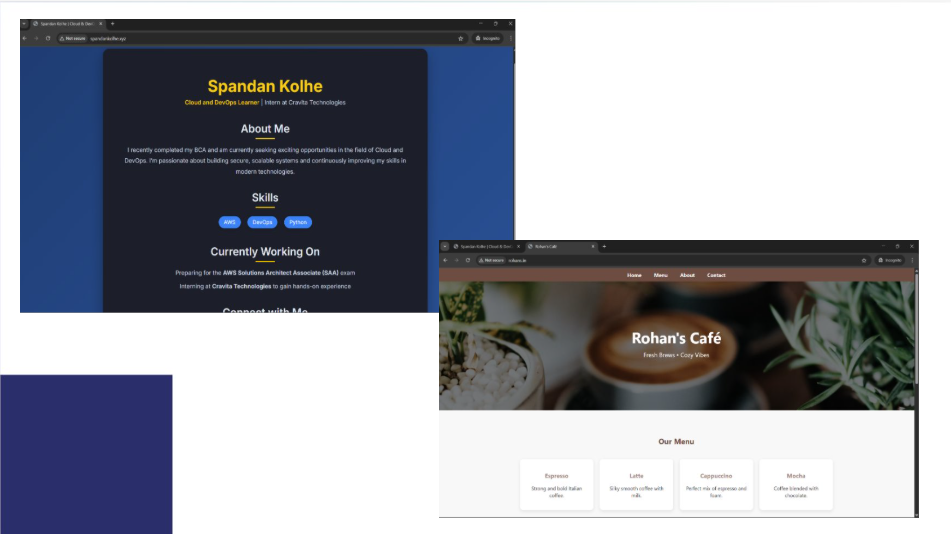 Spandan Kolhe | Cloud & Devo
Not secure
Incognito
Spandan Kolhe
Cloud and DevOps Learner | Intern at Cravita Technologies
About Me
I recently completed my BCA and am currently seeking exciting opportunities in the field of Cloud and
DevOps. I'm passionate about building secure, scalable systems and continuously improving my skills in
modern technologies.
Skills
AWS DevOps Python
Currently Working On
Preparing for the AWS Solutions Architect Associate (SAA) exam
Interning at Cravita Technologies to gain hands-on experience
Connect with Me
Spandan Kolhe | Cloud & Devo Rohan's Café
Not secure
Incognito
Home Menu About Contact
Rohan's Café
Fresh Brews • Cozy Vibes
Our Menu
Espresso Latte Cappuccino Mocha
Strong and bold Italian Silky smooth coffee with Perfect mix of espresso and Coffee blended with
coffee. milk. foam. chocolate.